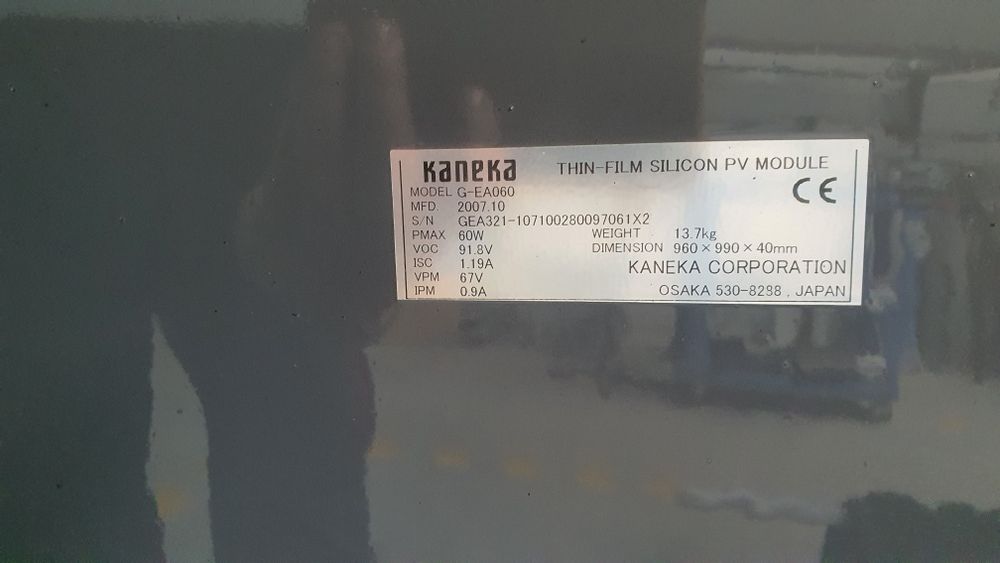 Kaneka THIN-FILM SILICON PV MODULE
CE
MODEL G-EA060
MFD. 2007.10
S/N GEA321-107100280097061X2
PMAX 60W WEIGHT 13.7kg
VOC 91.8V DIMENSION 960×990×40mm
ISC 1.19A KANEKA CORPORATION
VPM 67V
IPM 0.9A OSAKA 530-8288, JAPAN